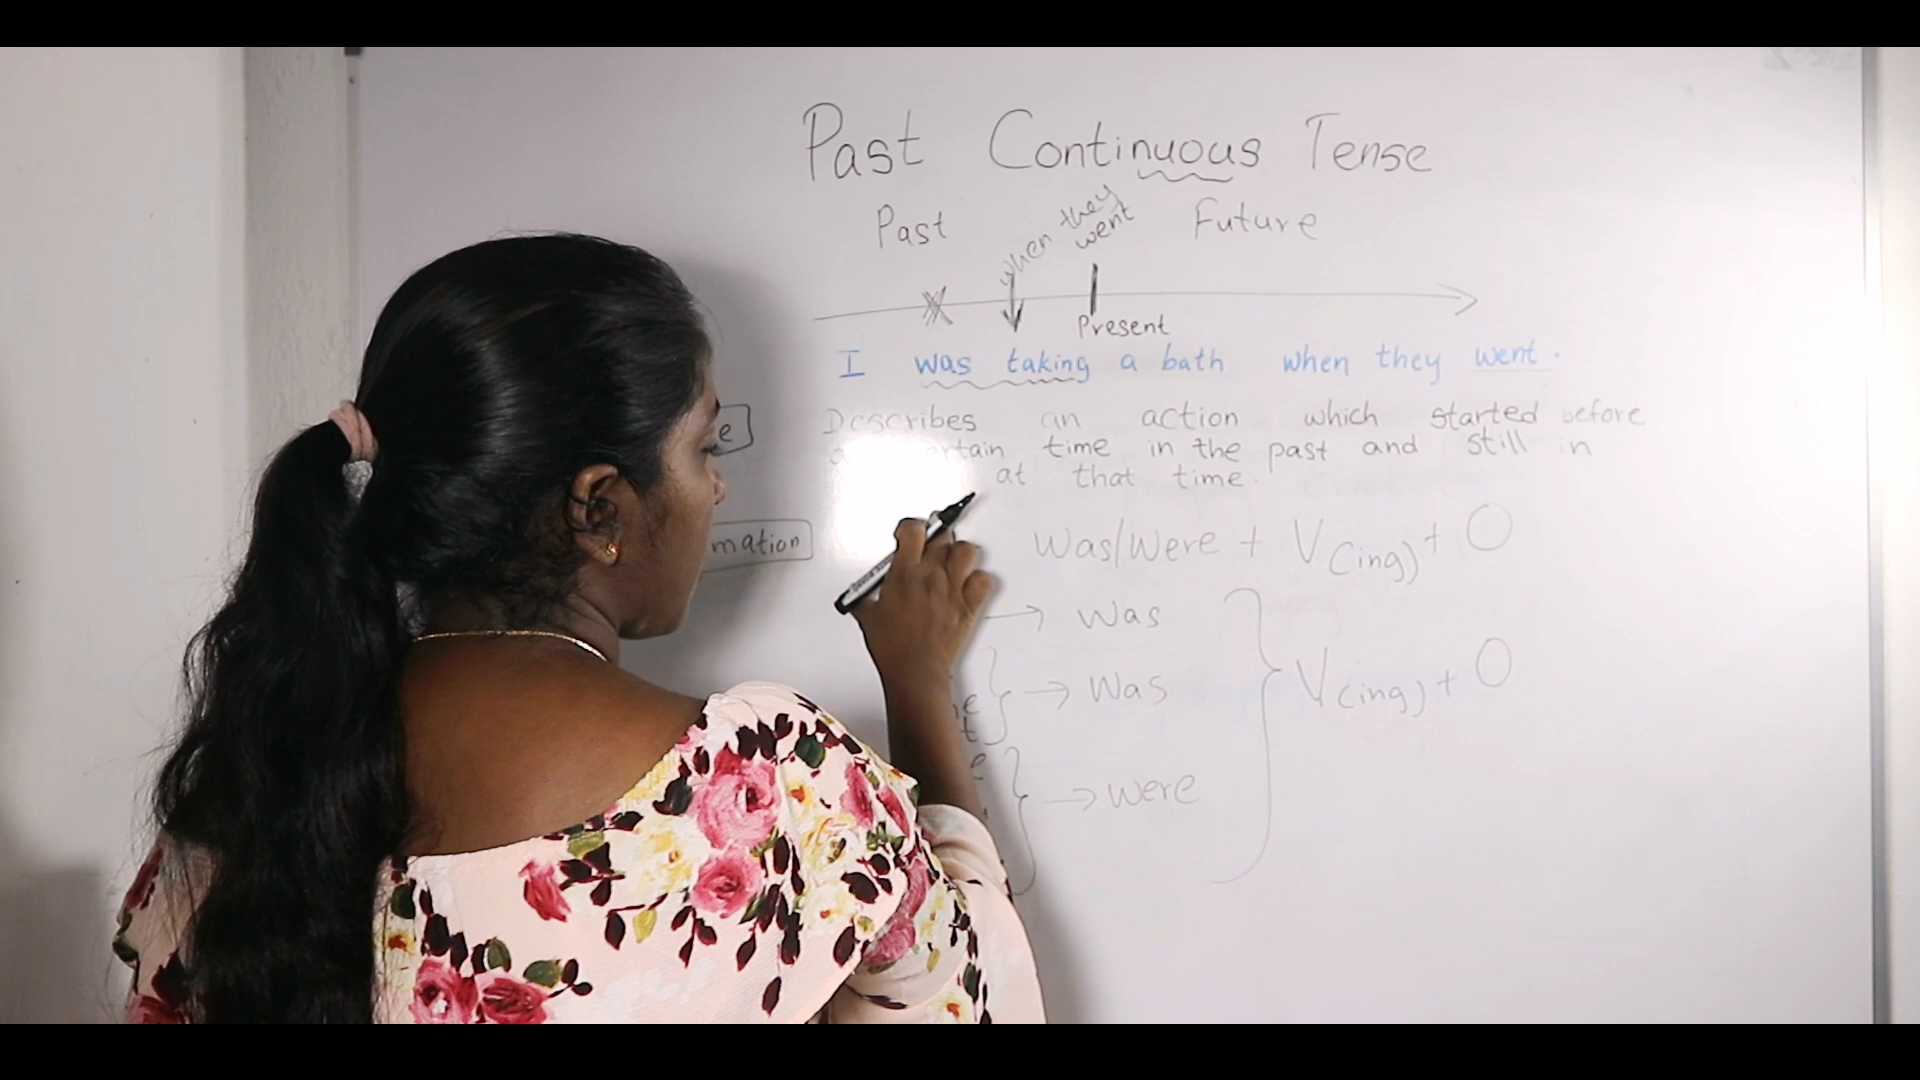 Past Continuous Tense
Past when they went Future
Present
I was taking a bath when they went.
Describes an action which started before
time in the past and still in
at that time.
was/were + V(ing) + O
→ was
→ was
V(ing) + O
→ were